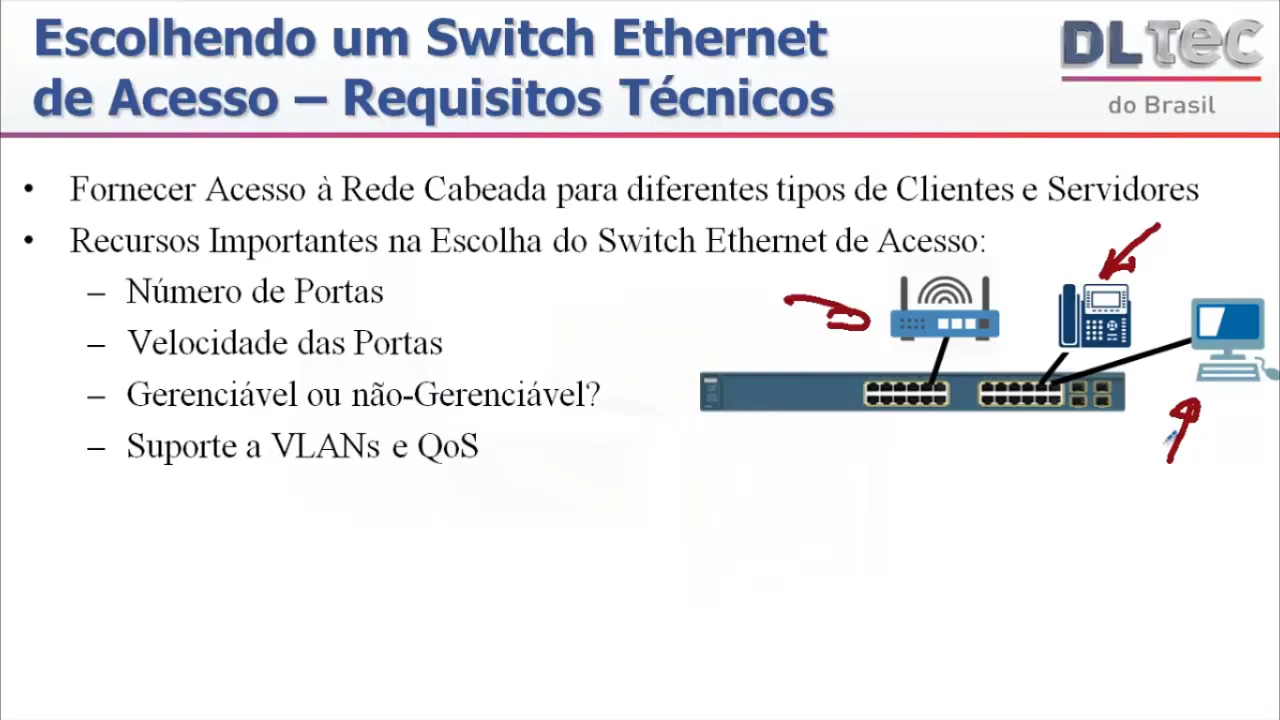 Escolhendo um Switch Ethernet
de Acesso – Requisitos Técnicos
DLTec
do Brasil
• Fornecer Acesso à Rede Cabeada para diferentes tipos de Clientes e Servidores
• Recursos Importantes na Escolha do Switch Ethernet de Acesso:
– Número de Portas
– Velocidade das Portas
– Gerenciável ou não-Gerenciável?
– Suporte a VLANs e QoS